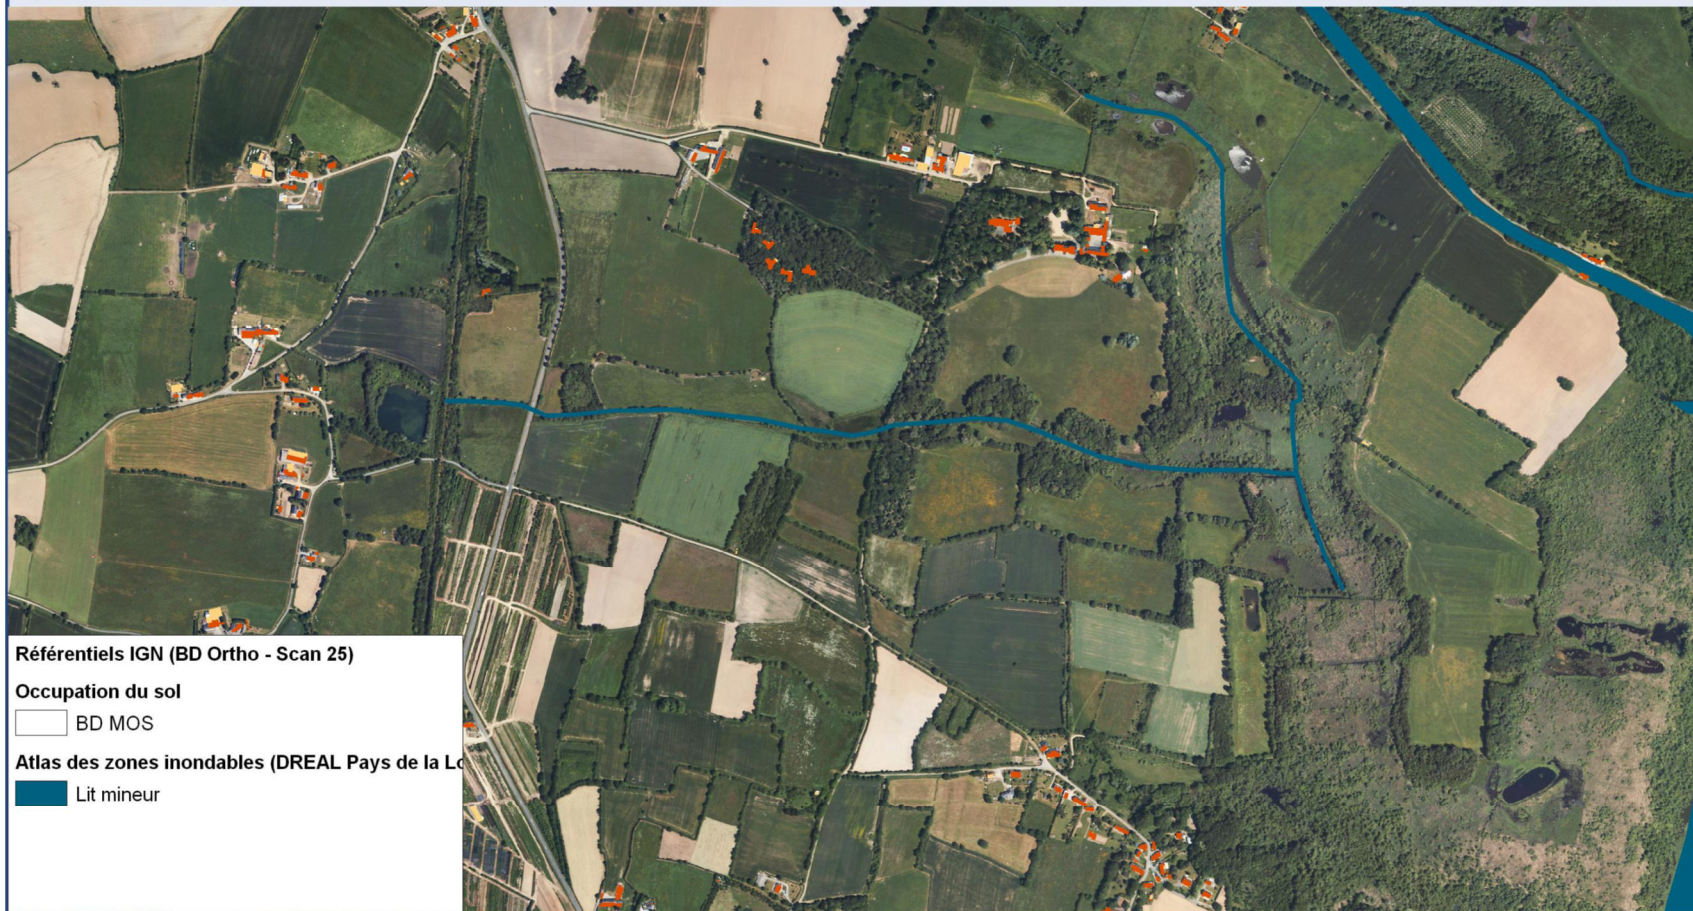 Référentiels IGN (BD Ortho - Scan 25)
Occupation du sol
BD MOS
Atlas des zones inondables (DREAL Pays de la Lo
Lit mineur